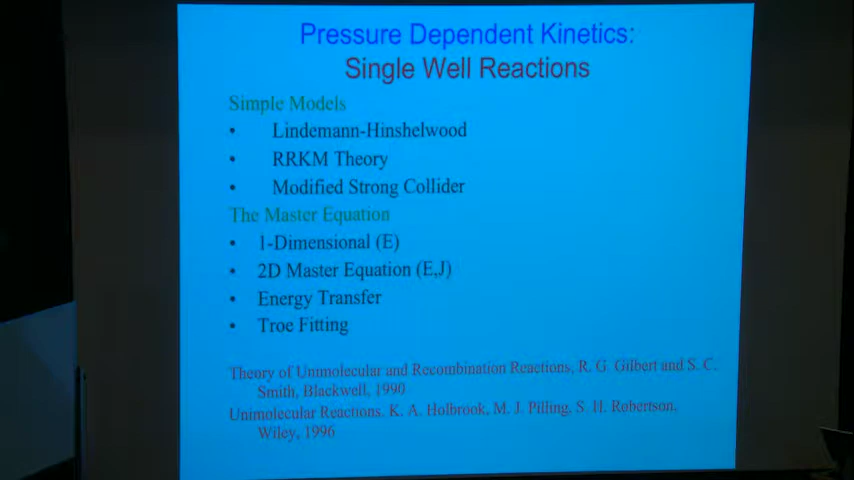 Pressure Dependent Kinetics:
Single Well Reactions
Simple Models
• Lindemann-Hinshelwood
• RRKM Theory
• Modified Strong Collider
The Master Equation
• 1-Dimensional (E)
• 2D Master Equation (E,J)
• Energy Transfer
• Troe Fitting
Theory of Unimolecular and Recombination Reactions, R. G. Gilbert and S. C.
Smith, Blackwell, 1990
Unimolecular Reactions, K. A. Holbrook, M. J. Pilling, S. H. Robertson,
Wiley, 1996